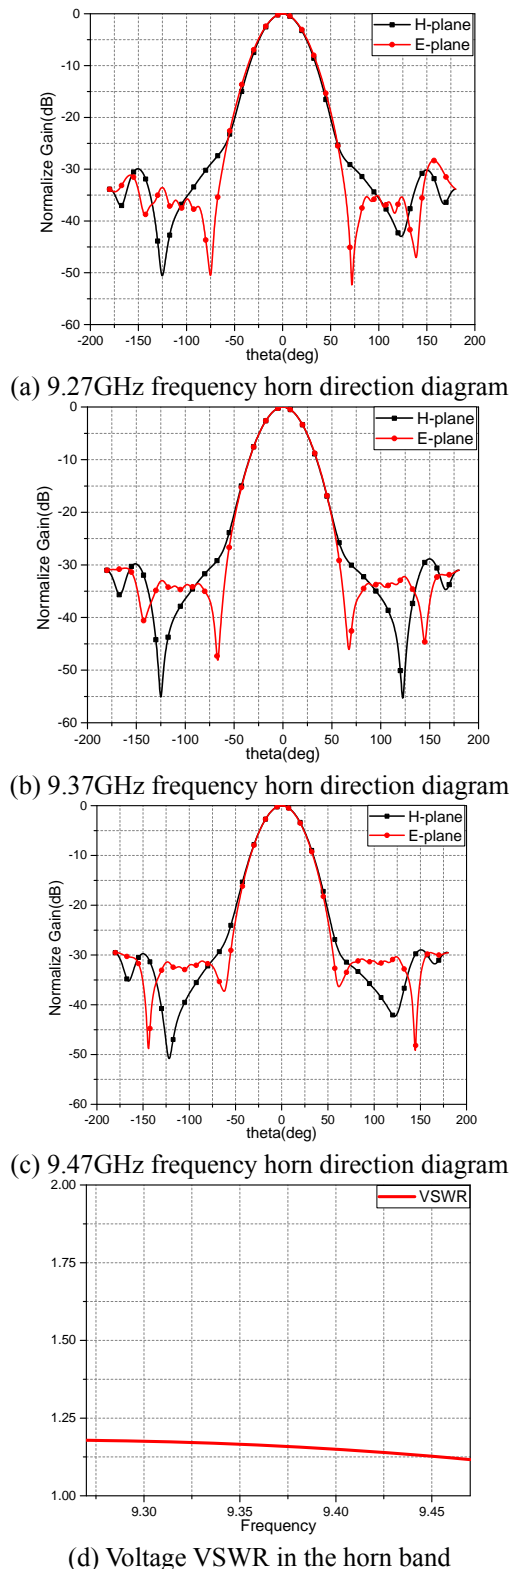 0
-10
-20
-30
-40
-50
-60
Normalize Gain(dB)
H-plane
E-plane
-200 -150 -100 -50 0 50 100 150 200
theta(deg)
(a) 9.27GHz frequency horn direction diagram
0
-10
-20
-30
-40
-50
-60
Normalize Gain(dB)
H-plane
E-plane
-200 -150 -100 -50 0 50 100 150 200
theta(deg)
(b) 9.37GHz frequency horn direction diagram
0
-10
-20
-30
-40
-50
-60
Normalize Gain(dB)
H-plane
E-plane
-200 -150 -100 -50 0 50 100 150 200
theta(deg)
(c) 9.47GHz frequency horn direction diagram
2.00
1.75
1.50
1.25
1.00
VSWR
9.30 9.35 9.40 9.45
Frequency
(d) Voltage VSWR in the horn band